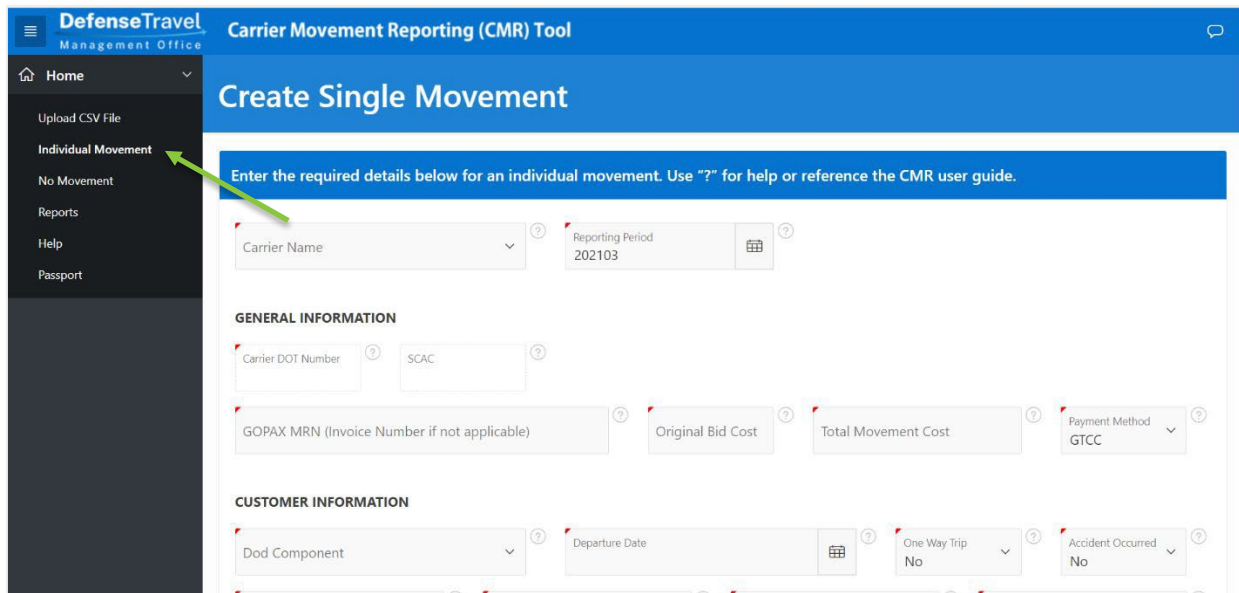 DefenseTravel
Management Office
Carrier Movement Reporting (CMR) Tool
Home
Create Single Movement
Upload CSV File
Individual Movement
No Movement
Reports
Help
Passport
Enter the required details below for an individual movement. Use "?" for help or reference the CMR user guide.
Carrier Name
?
Reporting Period
202103
?
GENERAL INFORMATION
Carrier DOT Number
?
SCAC
?
GOPAX MRN (Invoice Number if not applicable)
?
Original Bid Cost
?
Total Movement Cost
?
Payment Method
GTCC
?
CUSTOMER INFORMATION
Dod Component
?
Departure Date
?
One Way Trip
No
?
Accident Occurred
No
?